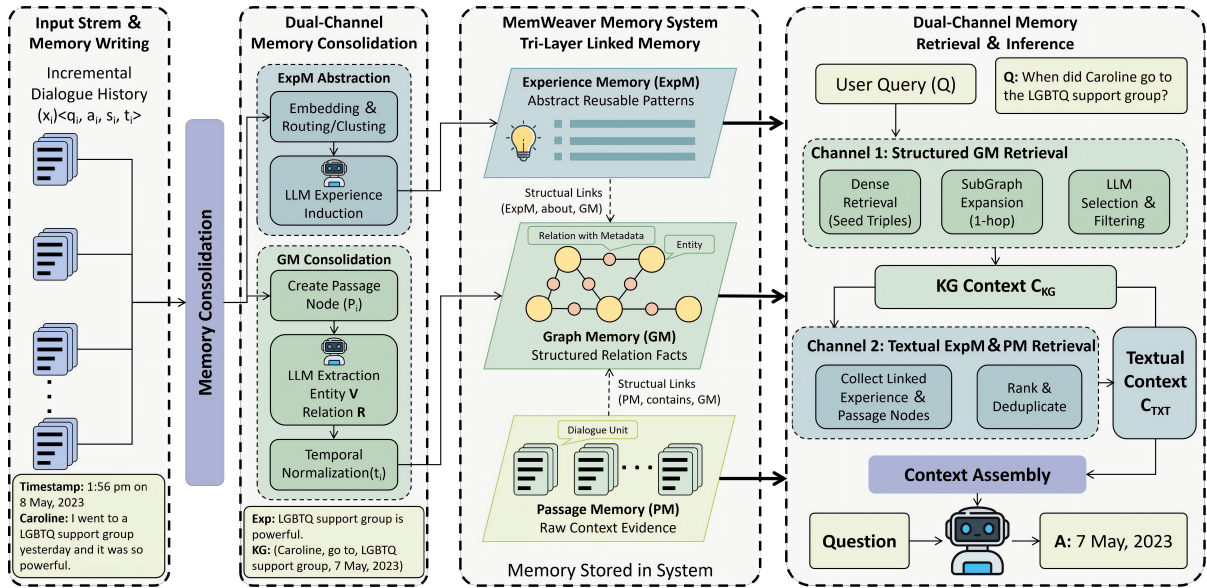 Input Strem &
Memory Writing
Incremental
Dialogue History
(xᵢ)<qᵢ, aᵢ, sᵢ, tᵢ>
Timestamp: 1:56 pm on
8 May, 2023
Caroline: I went to a
LGBTQ support group
yesterday and it was so
powerful.
Memory Consolidation
Dual-Channel
Memory Consolidation
ExpM Abstraction
Embedding &
Routing/Clusting
LLM Experience
Induction
GM Consolidation
Create Passage
Node (Pᵢ)
LLM Extraction
Entity V
Relation R
Temporal
Normalization(tᵢ)
Exp: LGBTQ support group is
powerful.
KG: (Caroline, go to, LGBTQ
support group, 7 May, 2023)
MemWeaver Memory System
Tri-Layer Linked Memory
Experience Memory (ExpM)
Abstract Reusable Patterns
Structual Links
(ExpM, about, GM)
Relation with Metadata
Entity
Graph Memory (GM)
Structured Relation Facts
Structual Links
(PM, contains, GM)
Dialogue Unit
Passage Memory (PM)
Raw Context Evidence
Memory Stored in System
Dual-Channel Memory
Retrieval & Inference
User Query (Q)
Q: When did Caroline go to
the LGBTQ support group?
Channel 1: Structured GM Retrieval
Dense
Retrieval
(Seed Triples)
SubGraph
Expansion
(1-hop)
LLM
Selection &
Filtering
KG Context C_KG
Channel 2: Textual ExpM&PM Retrieval
Collect Linked
Experience &
Passage Nodes
Rank &
Deduplicate
Textual
Context
C_TXT
Context Assembly
Question
A: 7 May, 2023